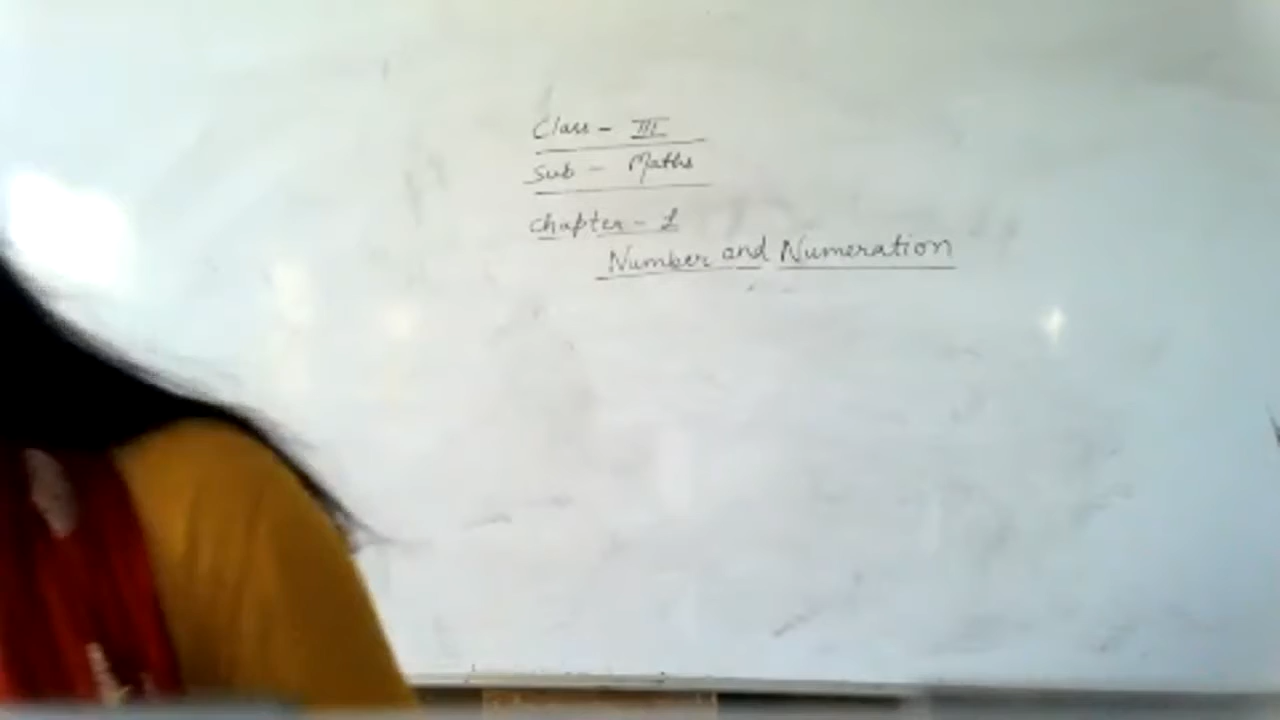 Class - III
Sub - Maths
Chapter - 1
Number and Numeration